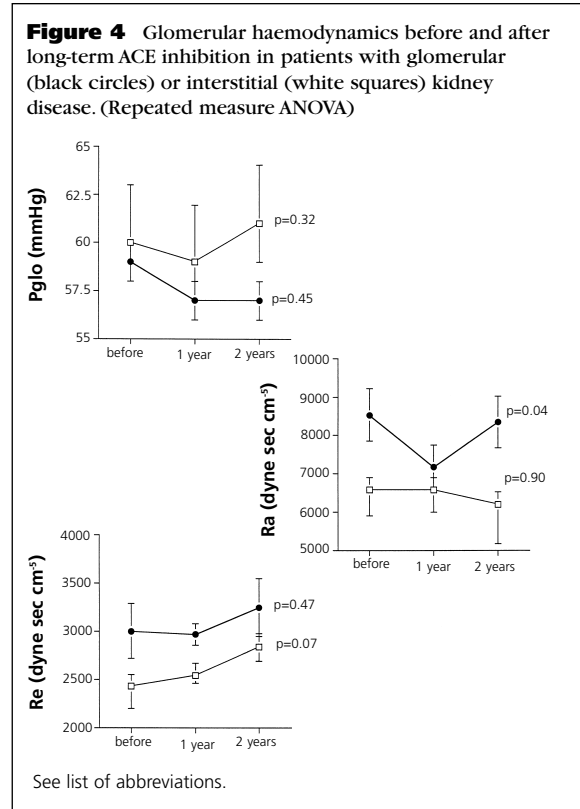 Figure 4 Glomerular haemodynamics before and after
long-term ACE inhibition in patients with glomerular
(black circles) or interstitial (white squares) kidney
disease. (Repeated measure ANOVA)
Pglo (mmHg)
65
62.5
60
57.5
55
p=0.32
p=0.45
before 1 year 2 years
Ra (dyne sec cm-5)
10000
9000
8000
7000
6000
5000
p=0.04
p=0.90
before 1 year 2 years
Re (dyne sec cm-5)
4000
3500
3000
2500
2000
p=0.47
p=0.07
before 1 year 2 years
See list of abbreviations.